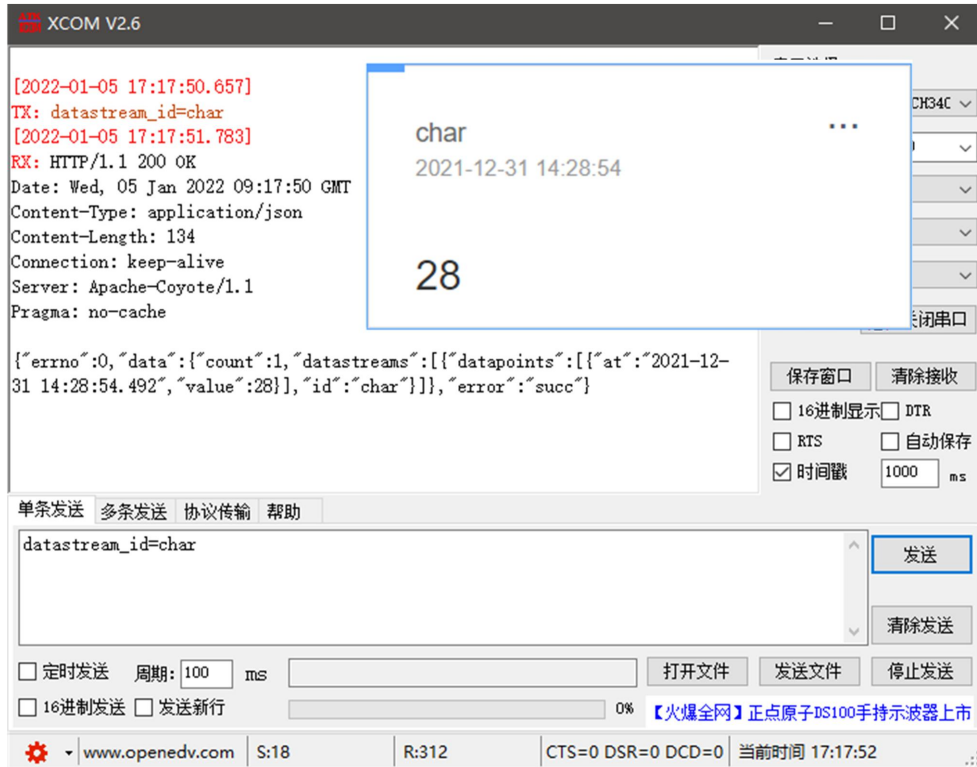 XCOM V2.6
[2022-01-05 17:17:50.657]
TX: datastream_id=char
[2022-01-05 17:17:51.783]
RX: HTTP/1.1 200 OK
Date: Wed, 05 Jan 2022 09:17:50 GMT
Content-Type: application/json
Content-Length: 134
Connection: keep-alive
Server: Apache-Coyote/1.1
Pragma: no-cache
{"errno":0,"data":{"count":1,"datastreams":[{"datapoints":[{"at":"2021-12-
31 14:28:54.492","value":28}],"id":"char"}]},"error":"succ"}
char
...
2021-12-31 14:28:54
28
CH34C
闭串口
保存窗口 清除接收
16进制显示 DTR
RTS 自动保存
时间戳 1000 ms
单条发送 多条发送 协议传输 帮助
datastream_id=char
发送
清除发送
定时发送 周期: 100 ms 打开文件 发送文件 停止发送
16进制发送 发送新行 0% 【火爆全网】正点原子DS100手持示波器上市
www.openedv.com S:18 R:312 CTS=0 DSR=0 DCD=0 当前时间 17:17:52